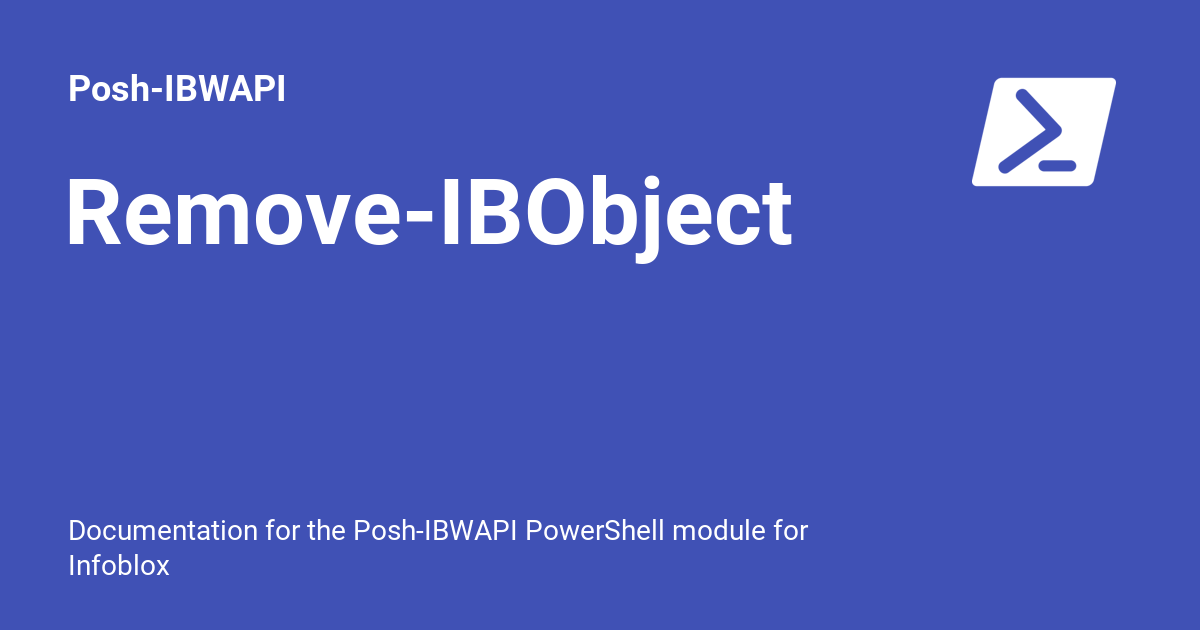 Posh-IBWAPI
Remove-IBObject
Documentation for the Posh-IBWAPI PowerShell module for
Infoblox